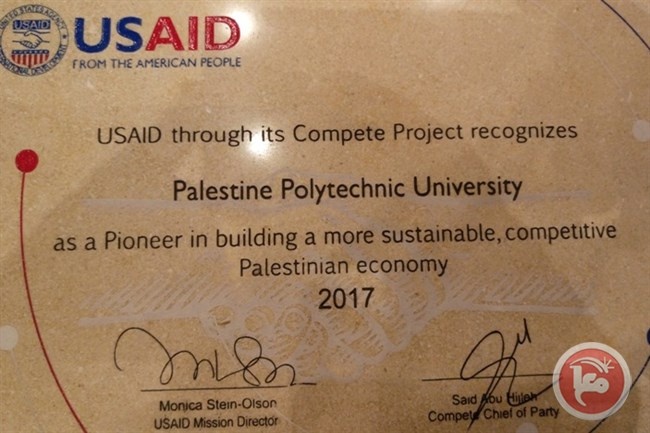 USAID
FROM THE AMERICAN PEOPLE
USAID through its Compete Project recognizes
Palestine Polytechnic University
as a Pioneer in building a more sustainable, competitive
Palestinian economy
2017
Monica Stein-Olson
USAID Mission Director
Said Abu Hijleh
Compete Chief of Party